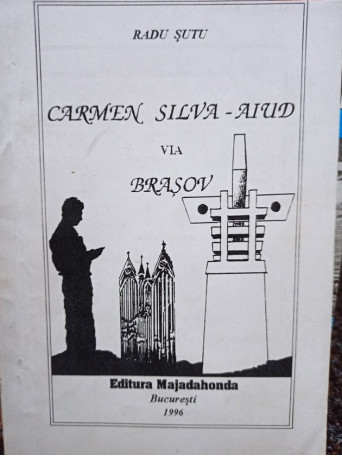 RADU ŞUTU
CARMEN SILVA - AIUD
VIA
BRAŞOV
Editura Majadahonda
Bucureşti
1996